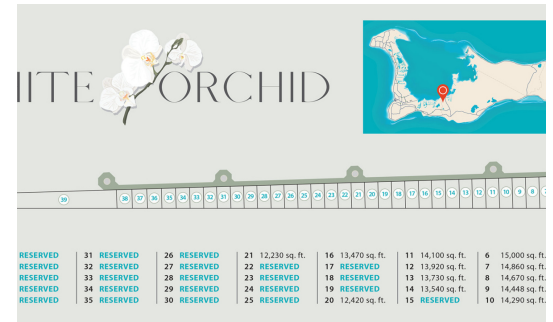 ITE ORCHID
39 38 37 36 35 34 33 32 31 30 29 28 27 26 25 24 23 22 21 20 19 18 17 16 15 14 13 12 11 10 9 8
RESERVED 31 RESERVED 26 RESERVED 21 12,230 sq. ft. 16 13,470 sq. ft. 11 14,100 sq. ft. 6 15,000 sq. ft.
RESERVED 32 RESERVED 27 RESERVED 22 RESERVED 17 RESERVED 12 13,920 sq. ft. 7 14,860 sq. ft.
RESERVED 33 RESERVED 28 RESERVED 23 RESERVED 18 RESERVED 13 13,730 sq. ft. 8 14,670 sq. ft.
RESERVED 34 RESERVED 29 RESERVED 24 RESERVED 19 RESERVED 14 13,540 sq. ft. 9 14,448 sq. ft.
RESERVED 35 RESERVED 30 RESERVED 25 RESERVED 20 12,420 sq. ft. 15 RESERVED 10 14,290 sq. ft.